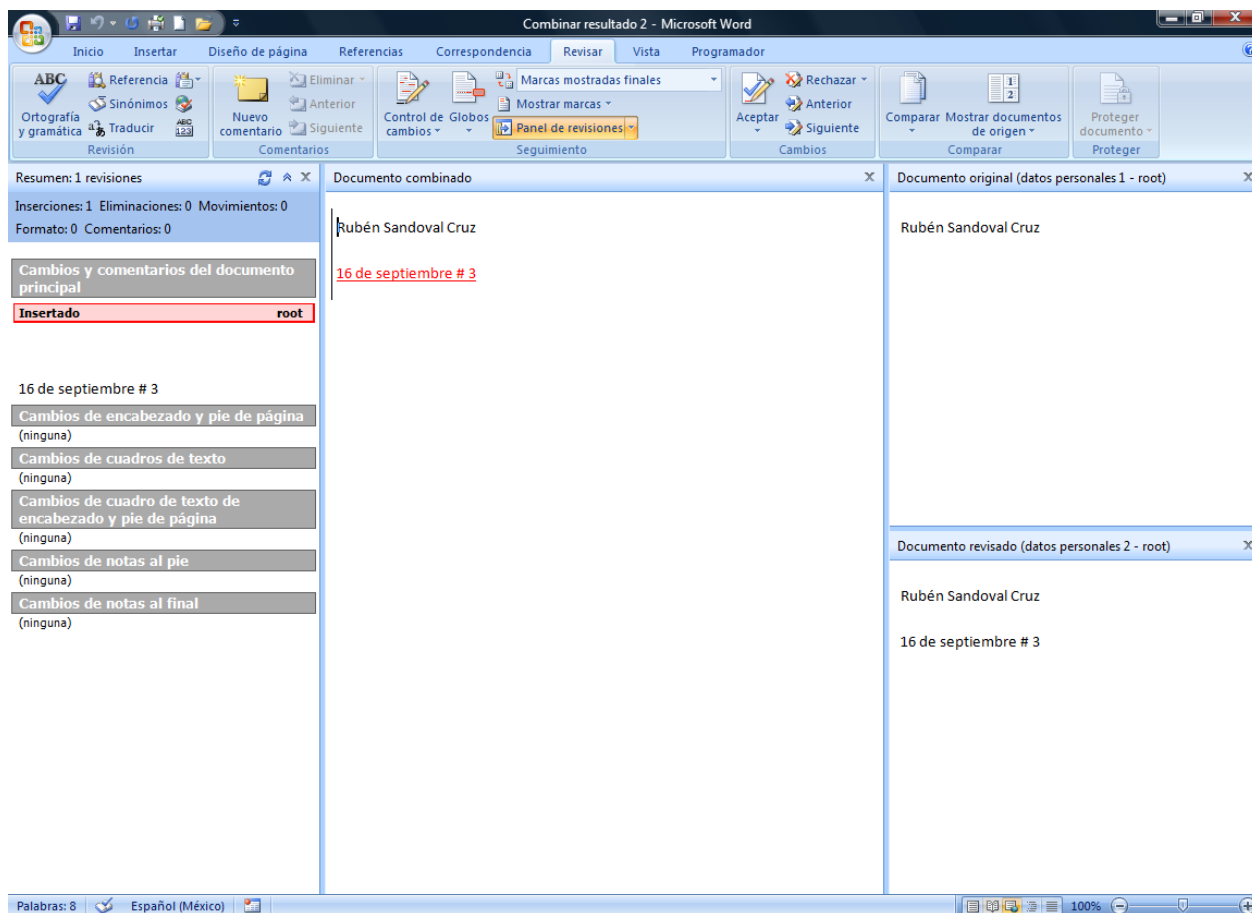 Combinar resultado 2 - Microsoft Word
Inicio Insertar Diseño de página Referencias Correspondencia Revisar Vista Programador
ABC Ortografía y gramática
Referencia
Sinónimos
Traducir
ABC 123
Revisión
Nuevo comentario
Eliminar
Anterior
Siguiente
Comentarios
Control de cambios
Globos
Marcas mostradas finales
Mostrar marcas
Panel de revisiones
Seguimiento
Aceptar
Rechazar
Anterior
Siguiente
Cambios
Comparar
Mostrar documentos de origen
Comparar
Proteger documento
Proteger
Resumen: 1 revisiones
Inserciones: 1 Eliminaciones: 0 Movimientos: 0
Formato: 0 Comentarios: 0
Cambios y comentarios del documento
principal
Insertado root
16 de septiembre # 3
Cambios de encabezado y pie de página
(ninguna)
Cambios de cuadros de texto
(ninguna)
Cambios de cuadro de texto de
encabezado y pie de página
(ninguna)
Cambios de notas al pie
(ninguna)
Cambios de notas al final
(ninguna)
Documento combinado
Rubén Sandoval Cruz
16 de septiembre # 3
Documento original (datos personales 1 - root)
Rubén Sandoval Cruz
Documento revisado (datos personales 2 - root)
Rubén Sandoval Cruz
16 de septiembre # 3
Palabras: 8 Español (México) 100%